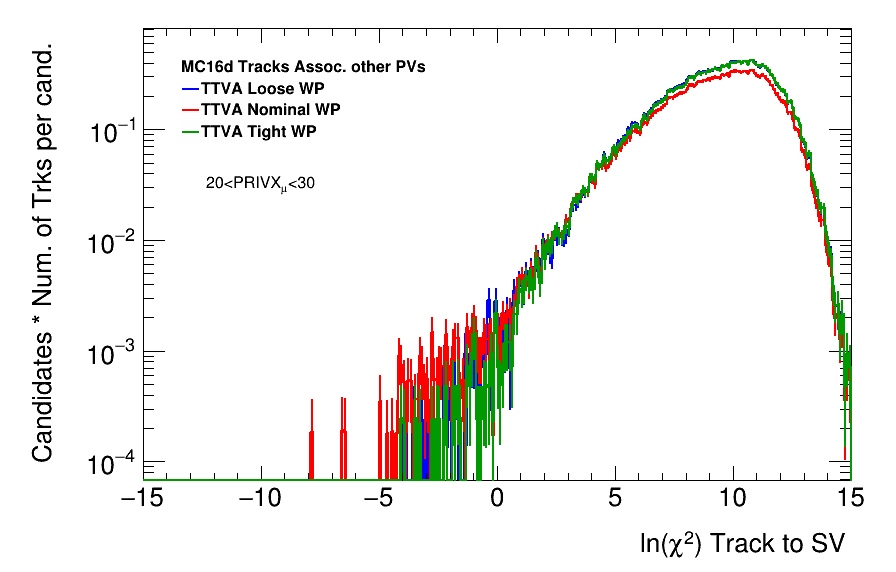 MC16d Tracks Assoc. other PVs
TTVA Loose WP
TTVA Nominal WP
TTVA Tight WP
20<PRIVX_μ<30
Candidates * Num. of Trks per cand.
10⁻¹
10⁻²
10⁻³
10⁻⁴
−15 −10 −5 0 5 10 15
ln(χ²) Track to SV